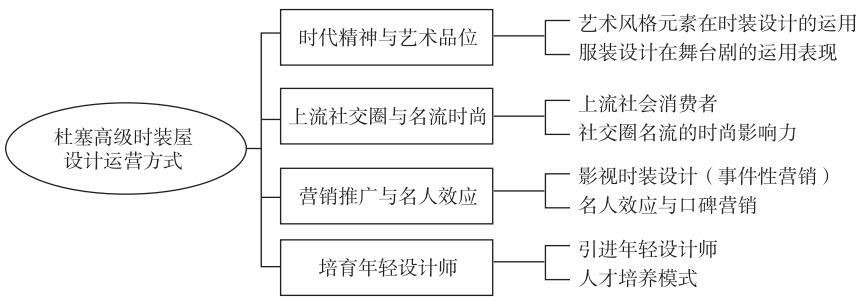 杜塞高级时装屋
设计运营方式
时代精神与艺术品位
艺术风格元素在时装设计的运用
服装设计在舞台剧的运用表现
上流社交圈与名流时尚
上流社会消费者
社交圈名流的时尚影响力
营销推广与名人效应
影视时装设计（事件性营销）
名人效应与口碑营销
培育年轻设计师
引进年轻设计师
人才培养模式